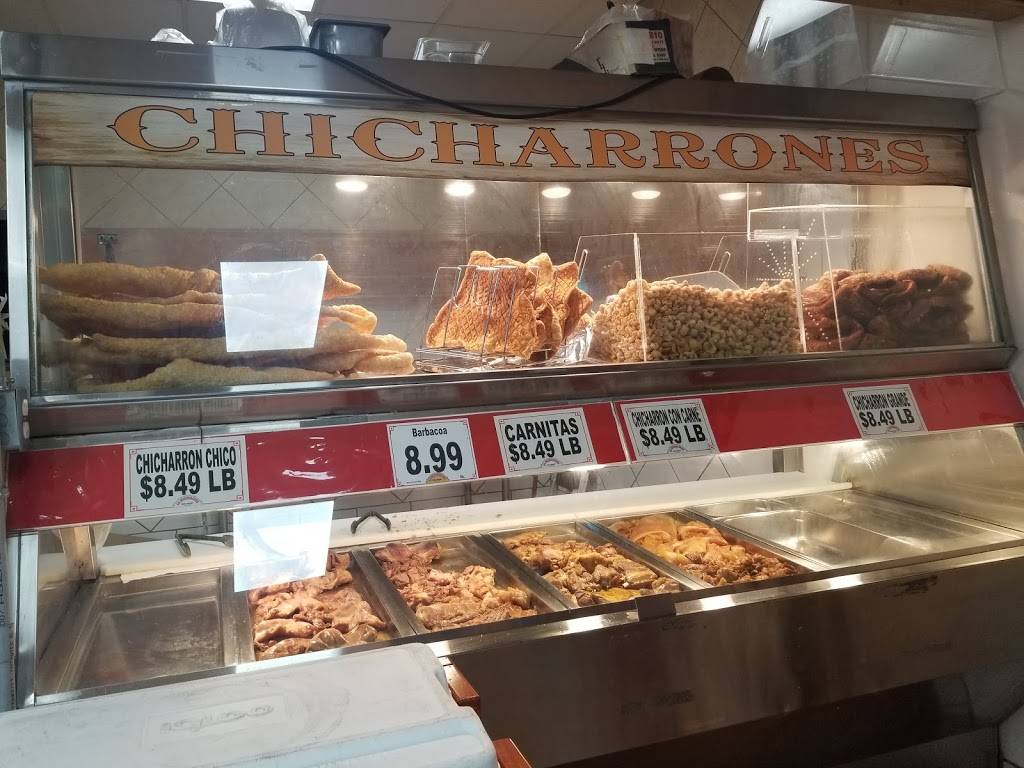 CHICHARRONES
CHICHARRON CHICO
$8.49 LB
Barbacoa
8.99
CARNITAS
$8.49 LB
CHICHARRON CON CARNE
$8.49 LB
CHICHARRON GRANDE
$8.49 LB
IGLOO